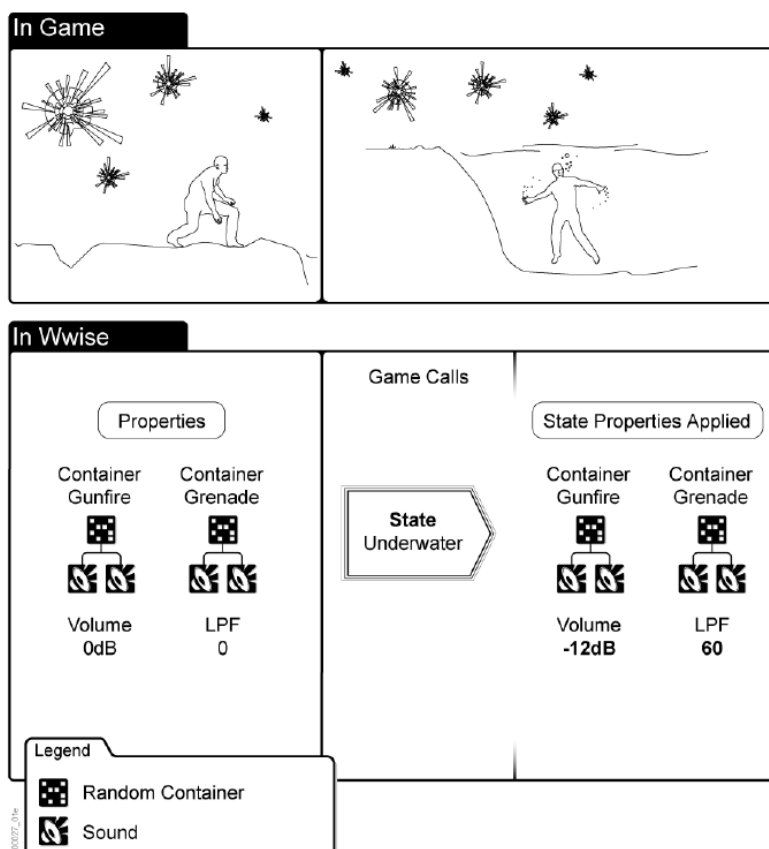 In Game
In Wwise
Game Calls
Properties
State Properties Applied
Container
Gunfire
Container
Grenade
State
Underwater
Container
Gunfire
Container
Grenade
Volume
0dB
LPF
0
Volume
-12dB
LPF
60
Legend
Random Container
Sound
00027_01e